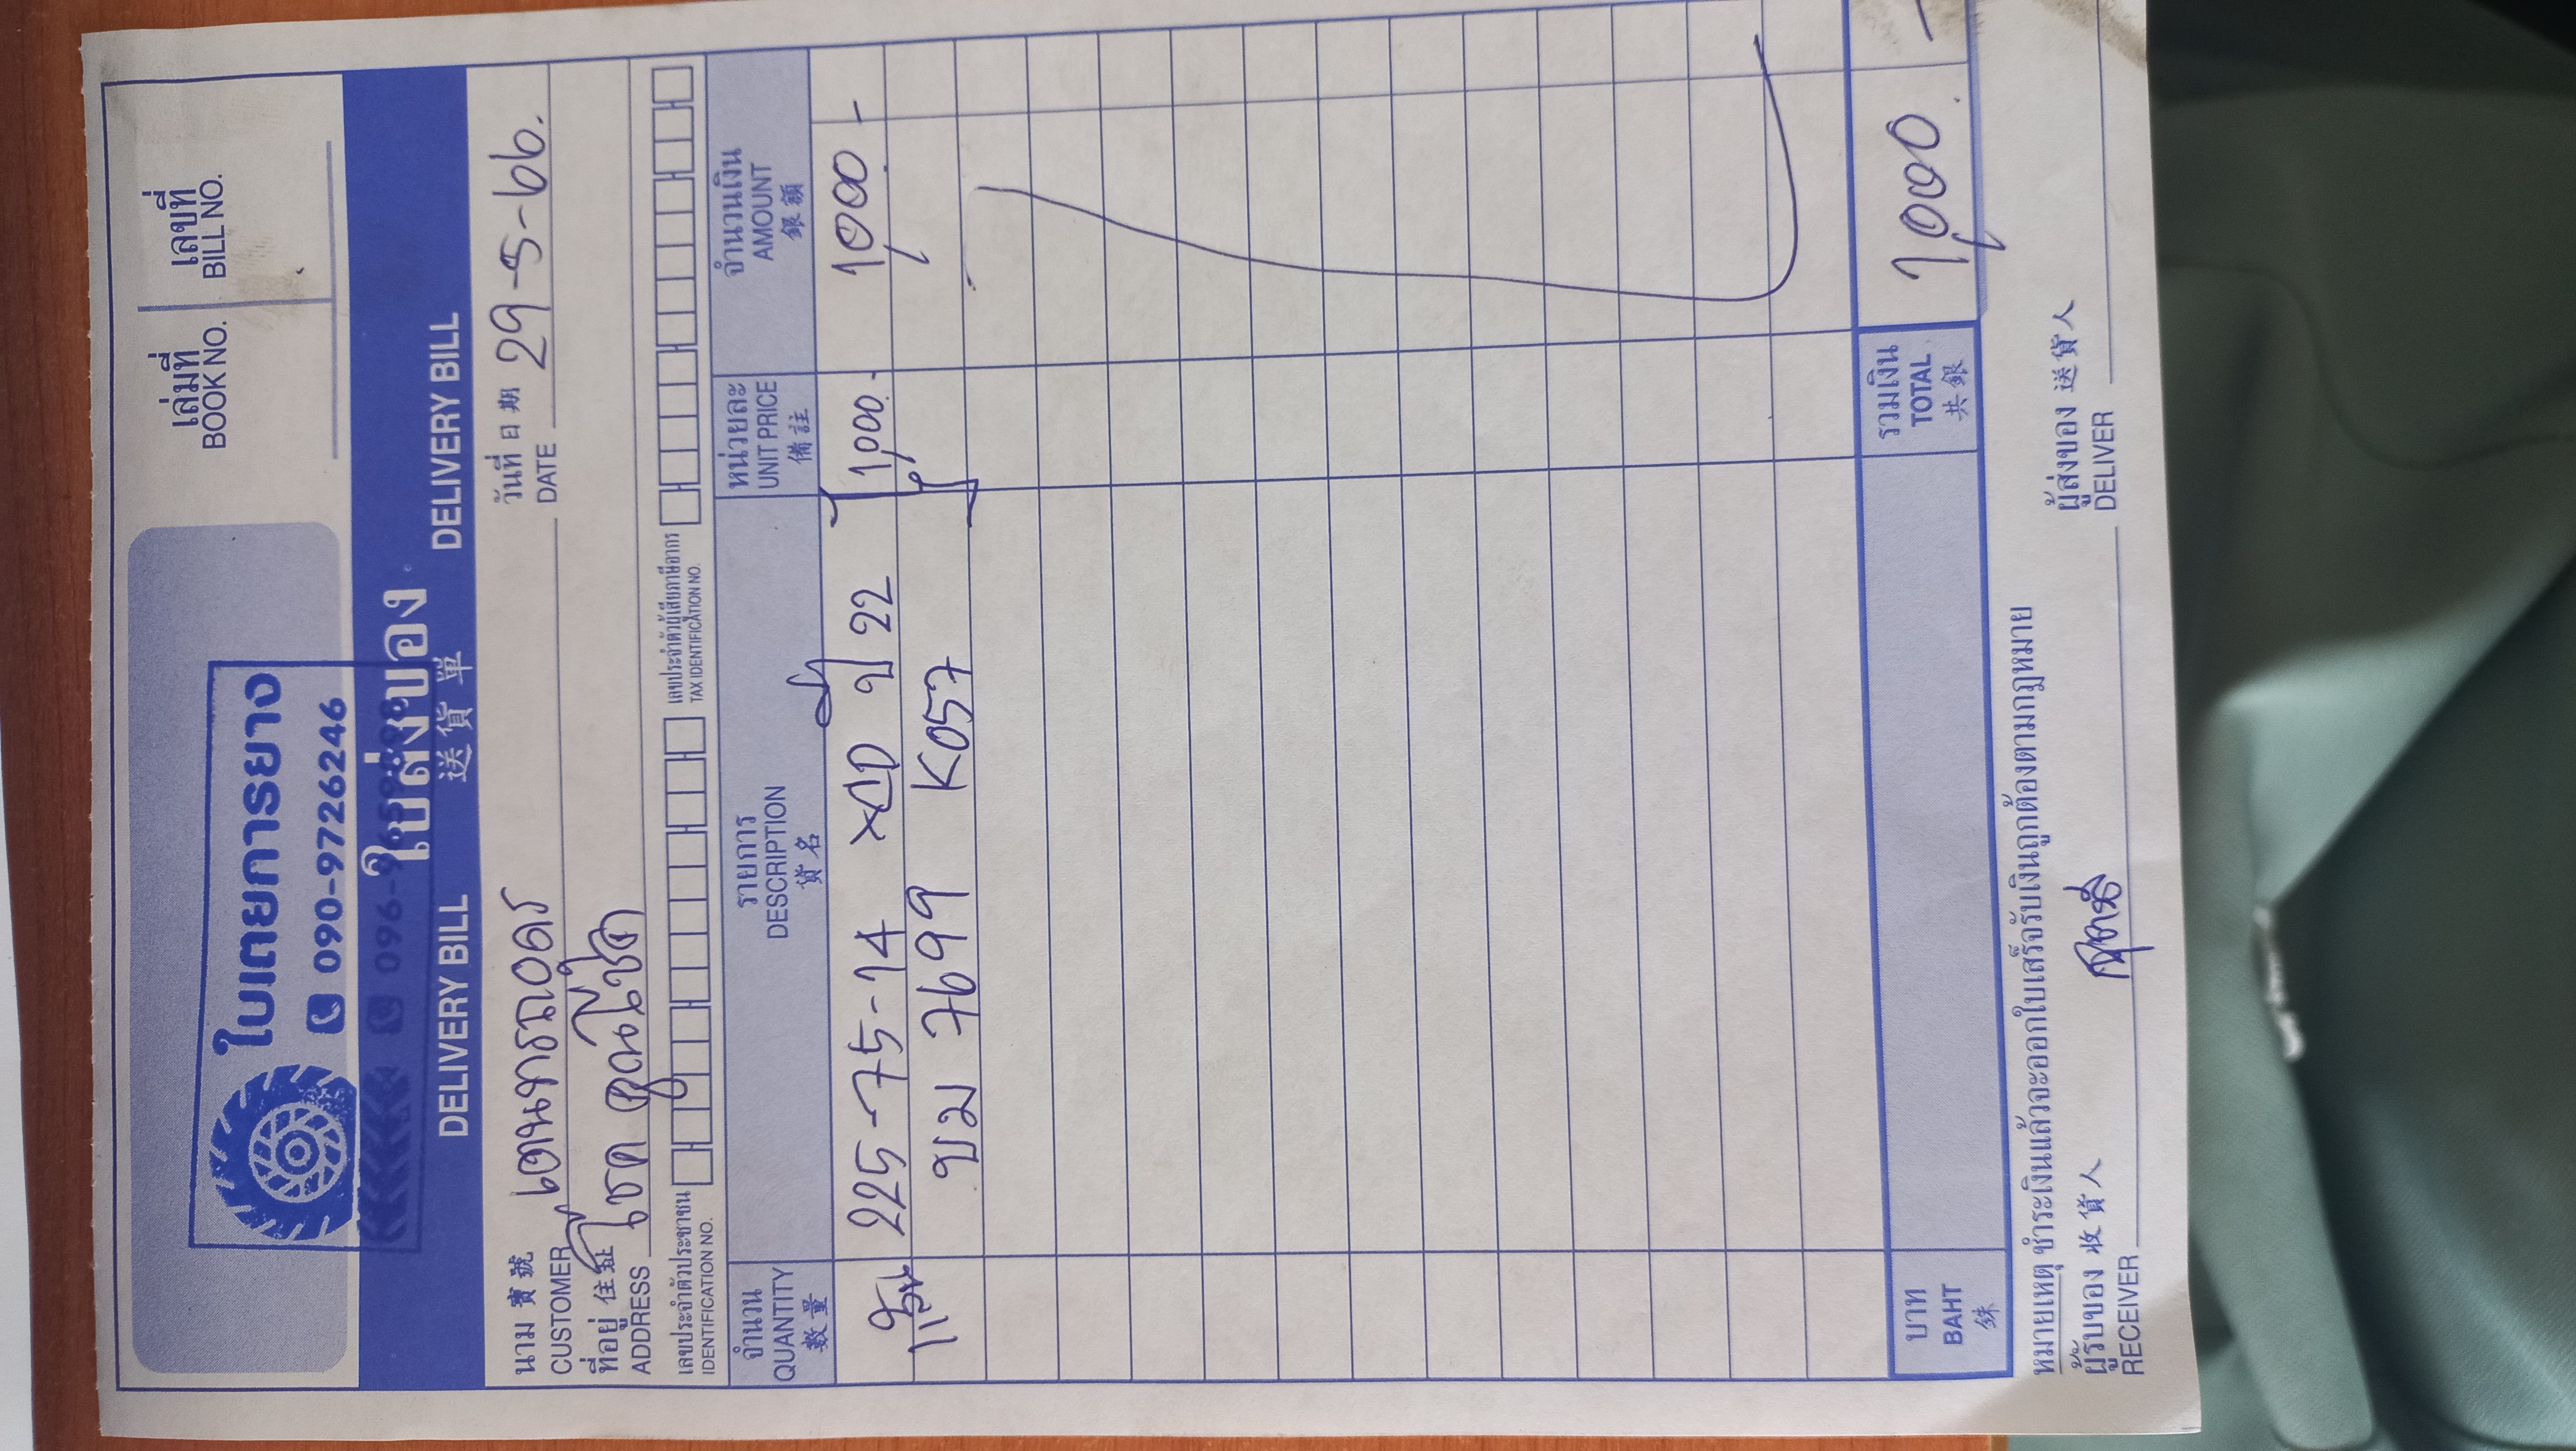 เล่มที่ เลขที่
BOOK NO. BILL NO.
ใบเตยการยาง
090-9726246
ใบส่งของ
DELIVERY BILL 送貨單 DELIVERY BILL
นาม 寶號 วันที่ 日期 29-5-66.
CUSTOMER DATE
ที่อยู่ 住址
ADDRESS
เลขประจำตัวประชาชน เลขประจำตัวผู้เสียภาษีอากร
IDENTIFICATION NO. TAX IDENTIFICATION NO.
จำนวน รายการ หน่วยละ จำนวนเงิน
QUANTITY DESCRIPTION UNIT PRICE AMOUNT
數量 貨名 備註 銀額
225-75-14 ปี 22 1,000.- 1,000 -
ขม 7699 K057
บาท รวมเงิน 1,000 -
BAHT TOTAL
銖 共銀
หมายเหตุ ชำระเงินแล้วจะออกใบเสร็จรับเงินถูกต้องตามกฎหมาย
ผู้รับของ 收貨人 ผู้ส่งของ 送貨人
RECEIVER DELIVER